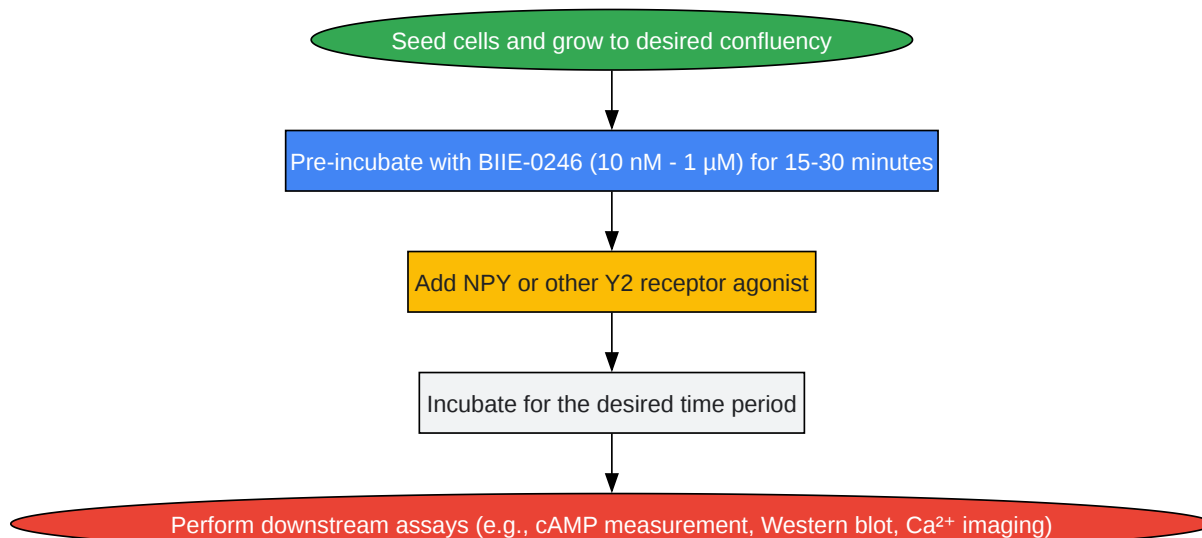 Seed cells and grow to desired confluency
Pre-incubate with BIIE-0246 (10 nM - 1 µM) for 15-30 minutes
Add NPY or other Y2 receptor agonist
Incubate for the desired time period
Perform downstream assays (e.g., cAMP measurement, Western blot, Ca²⁺ imaging)